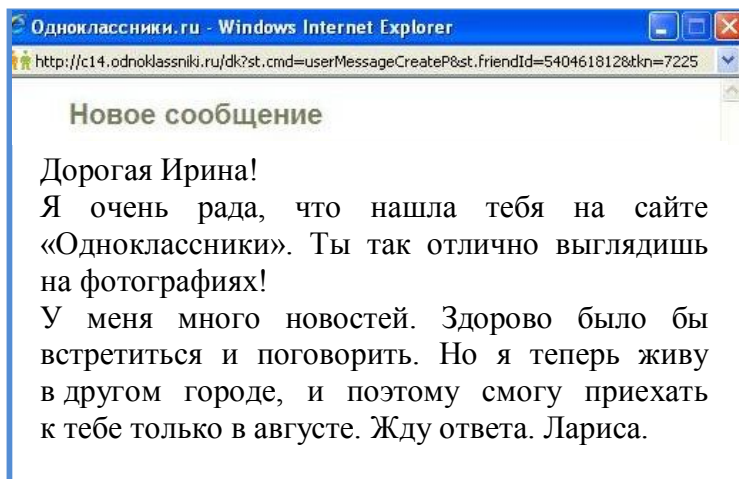 Одноклассники.ru - Windows Internet Explorer
http://c14.odnoklassniki.ru/dk?st.cmd=userMessageCreateP&st.friendId=540461812&tkn=7225
Новое сообщение
Дорогая Ирина!
Я очень рада, что нашла тебя на сайте
«Одноклассники». Ты так отлично выглядишь
на фотографиях!
У меня много новостей. Здорово было бы
встретиться и поговорить. Но я теперь живу
в другом городе, и поэтому смогу приехать
к тебе только в августе. Жду ответа. Лариса.